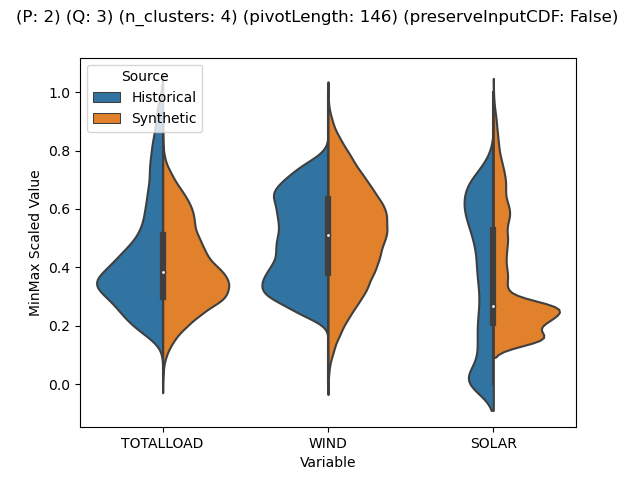 (P: 2) (Q: 3) (n_clusters: 4) (pivotLength: 146) (preserveInputCDF: False)
Source
Historical
Synthetic
1.0
0.8
0.6
0.4
0.2
0.0
MinMax Scaled Value
TOTALLOAD WIND SOLAR
Variable